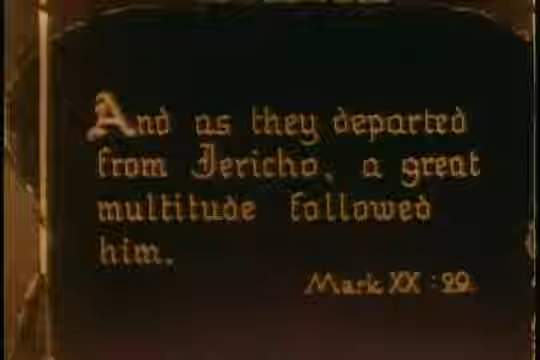 And as they departed
from Jericho, a great
multitude followed
him.
Mark XX : 29.